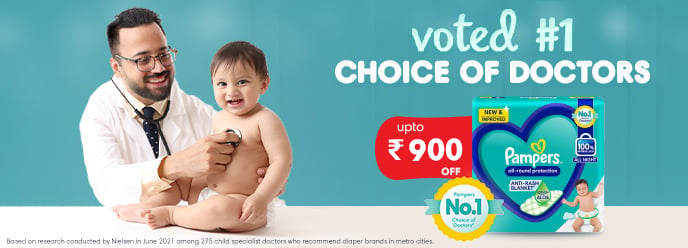 voted #1
CHOICE OF DOCTORS
upto
₹900
OFF
NEW &
IMPROVED
No.1
100%
ALL NIGHT
Pampers
all-round protection
ANTI-RASH
BLANKET
ALOE
Pampers
No.1
Choice of
Doctors*
Based on research conducted by Nielsen in June 2021 among 275 child specialist doctors who recommend diaper brands in metro cities.